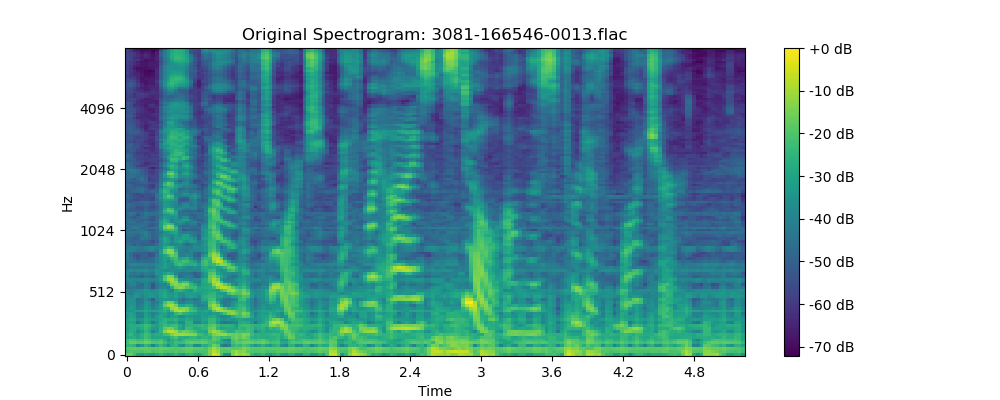 Original Spectrogram: 3081-166546-0013.flac
Hz
4096
2048
1024
512
0
0 0.6 1.2 1.8 2.4 3 3.6 4.2 4.8
Time
+0 dB
-10 dB
-20 dB
-30 dB
-40 dB
-50 dB
-60 dB
-70 dB